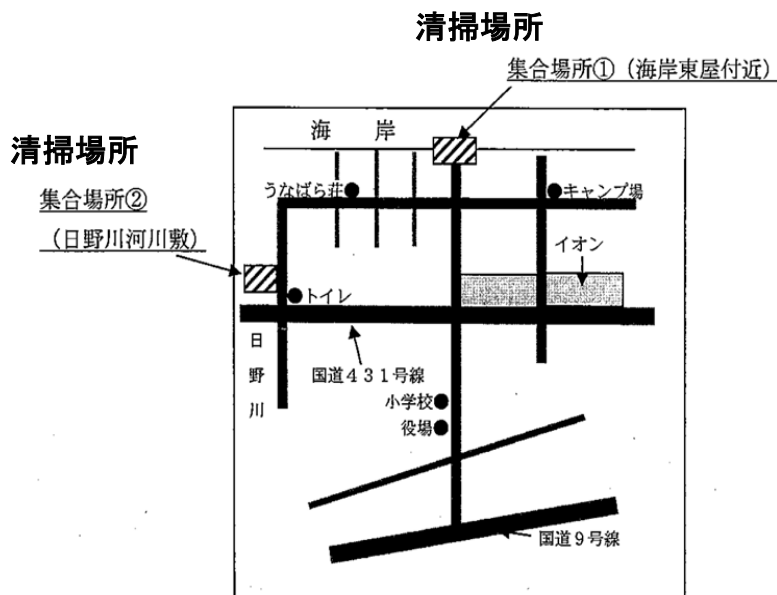 清掃場所
集合場所①（海岸東屋付近）
清掃場所
集合場所②
（日野川河川敷）
海　岸
うなばら荘
キャンプ場
イオン
トイレ
日野川
国道４３１号線
小学校
役場
国道９号線